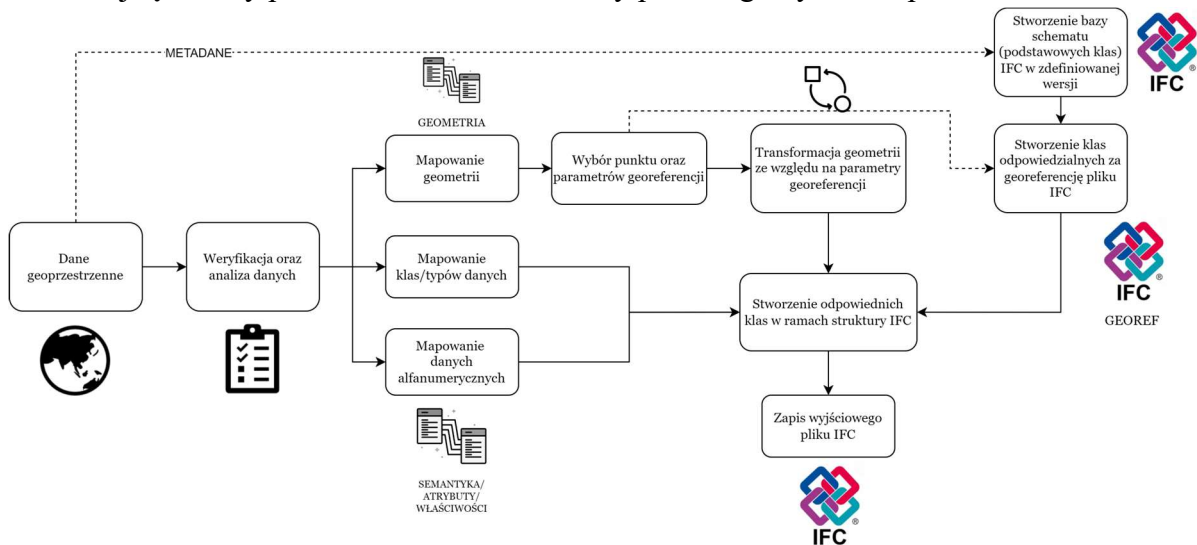 METADANE
Stworzenie bazy
schematu
(podstawowych klas)
IFC w zdefiniowanej
wersji
IFC
®
GEOMETRIA
Mapowanie
geometrii
Wybór punktu oraz
parametrów georeferencji
Transformacja geometrii
ze względu na parametry
georeferencji
Stworzenie klas
odpowiedzialnych za
georeferencję pliku
IFC
Dane
geoprzestrzenne
Weryfikacja oraz
analiza danych
Mapowanie
klas/typów danych
Stworzenie odpowiednich
klas w ramach struktury IFC
IFC
®
GEOREF
Mapowanie
danych
alfanumerycznych
Zapis wyjściowego
pliku IFC
SEMANTYKA/
ATRYBUTY/
WŁAŚCIWOŚCI
IFC
®